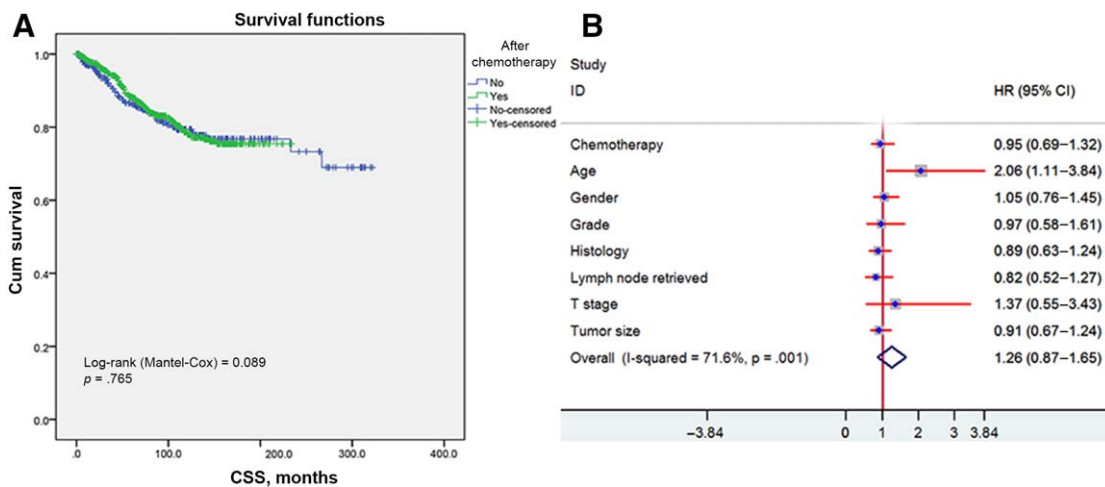 A
Survival functions
After
chemotherapy
No
Yes
No-censored
Yes-censored
1.0
0.8
0.6
0.4
0.2
0.0
Cum survival
Log-rank (Mantel-Cox) = 0.089
p = .765
.0 100.0 200.0 300.0 400.0
CSS, months
B
Study
ID HR (95% CI)
Chemotherapy 0.95 (0.69–1.32)
Age 2.06 (1.11–3.84)
Gender 1.05 (0.76–1.45)
Grade 0.97 (0.58–1.61)
Histology 0.89 (0.63–1.24)
Lymph node retrieved 0.82 (0.52–1.27)
T stage 1.37 (0.55–3.43)
Tumor size 0.91 (0.67–1.24)
Overall (I-squared = 71.6%, p = .001) 1.26 (0.87–1.65)
–3.84 0 1 2 3 3.84